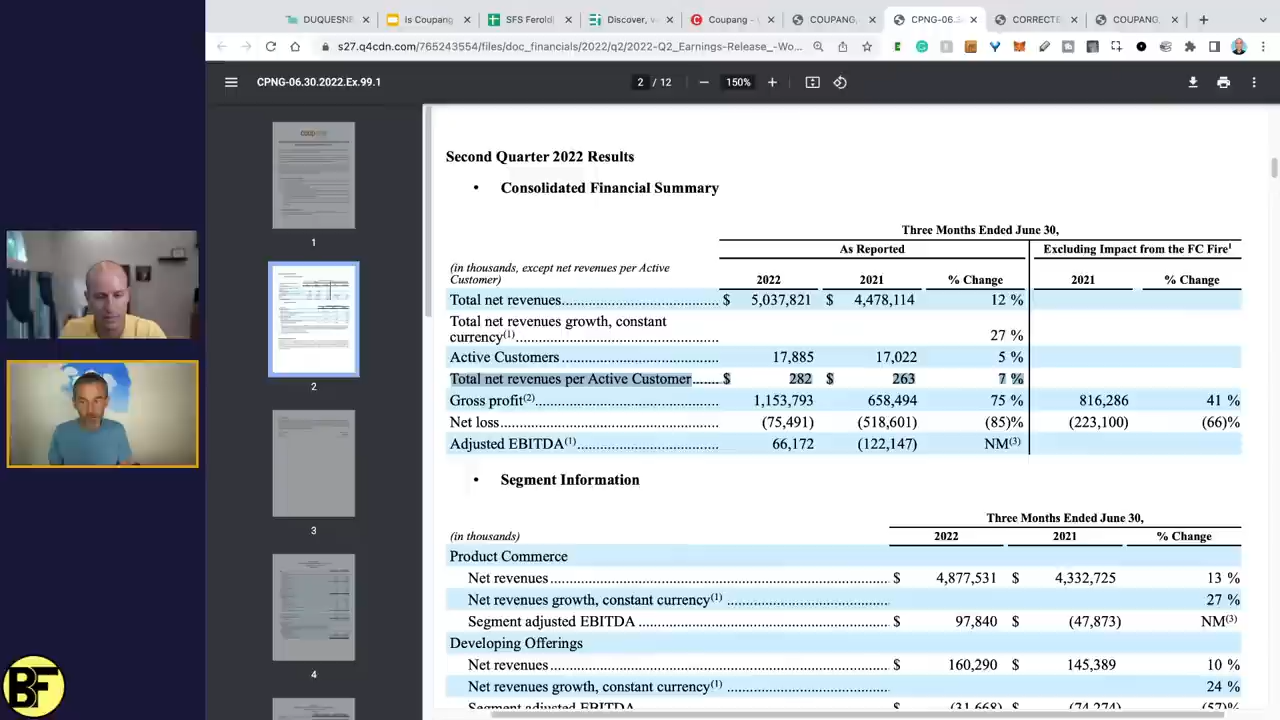 DUQUESNE
Is Coupang
SFS Ferold
Discover, v
Coupang -
COUPANG,
CPNG-06.3
CORRECTE
COUPANG
s27.q4cdn.com/765243554/files/doc_financials/2022/q2/2022-Q2_Earnings-Release_-Wo...
CPNG-06.30.2022.Ex.99.1
2 / 12
150%
Second Quarter 2022 Results
• Consolidated Financial Summary
Three Months Ended June 30,
As Reported Excluding Impact from the FC Fire¹
(in thousands, except net revenues per Active Customer) 2022 2021 % Change 2021 % Change
Total net revenues $ 5,037,821 $ 4,478,114 12 %
Total net revenues growth, constant
currency(1) 27 %
Active Customers 17,885 17,022 5 %
Total net revenues per Active Customer $ 282 $ 263 7 %
Gross profit(2) 1,153,793 658,494 75 % 816,286 41 %
Net loss (75,491) (518,601) (85)% (223,100) (66)%
Adjusted EBITDA(1) 66,172 (122,147) NM(3)
• Segment Information
Three Months Ended June 30,
(in thousands) 2022 2021 % Change
Product Commerce
Net revenues $ 4,877,531 $ 4,332,725 13 %
Net revenues growth, constant currency(1) 27 %
Segment adjusted EBITDA $ 97,840 $ (47,873) NM(3)
Developing Offerings
Net revenues $ 160,290 $ 145,389 10 %
Net revenues growth, constant currency(1) 24 %
Segment adjusted EBITDA $ (31,668) $ (74,274) (57)%
1
2
3
4
BF